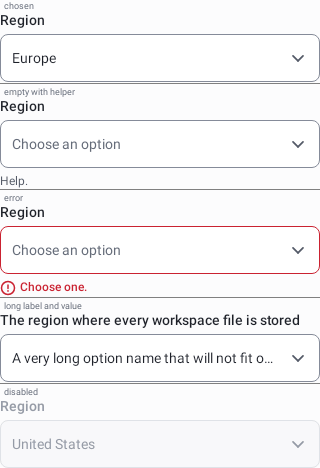 chosen
Region
Europe
empty with helper
Region
Choose an option
Help.
error
Region
Choose an option
Choose one.
long label and value
The region where every workspace file is stored
A very long option name that will not fit o...
disabled
Region
United States